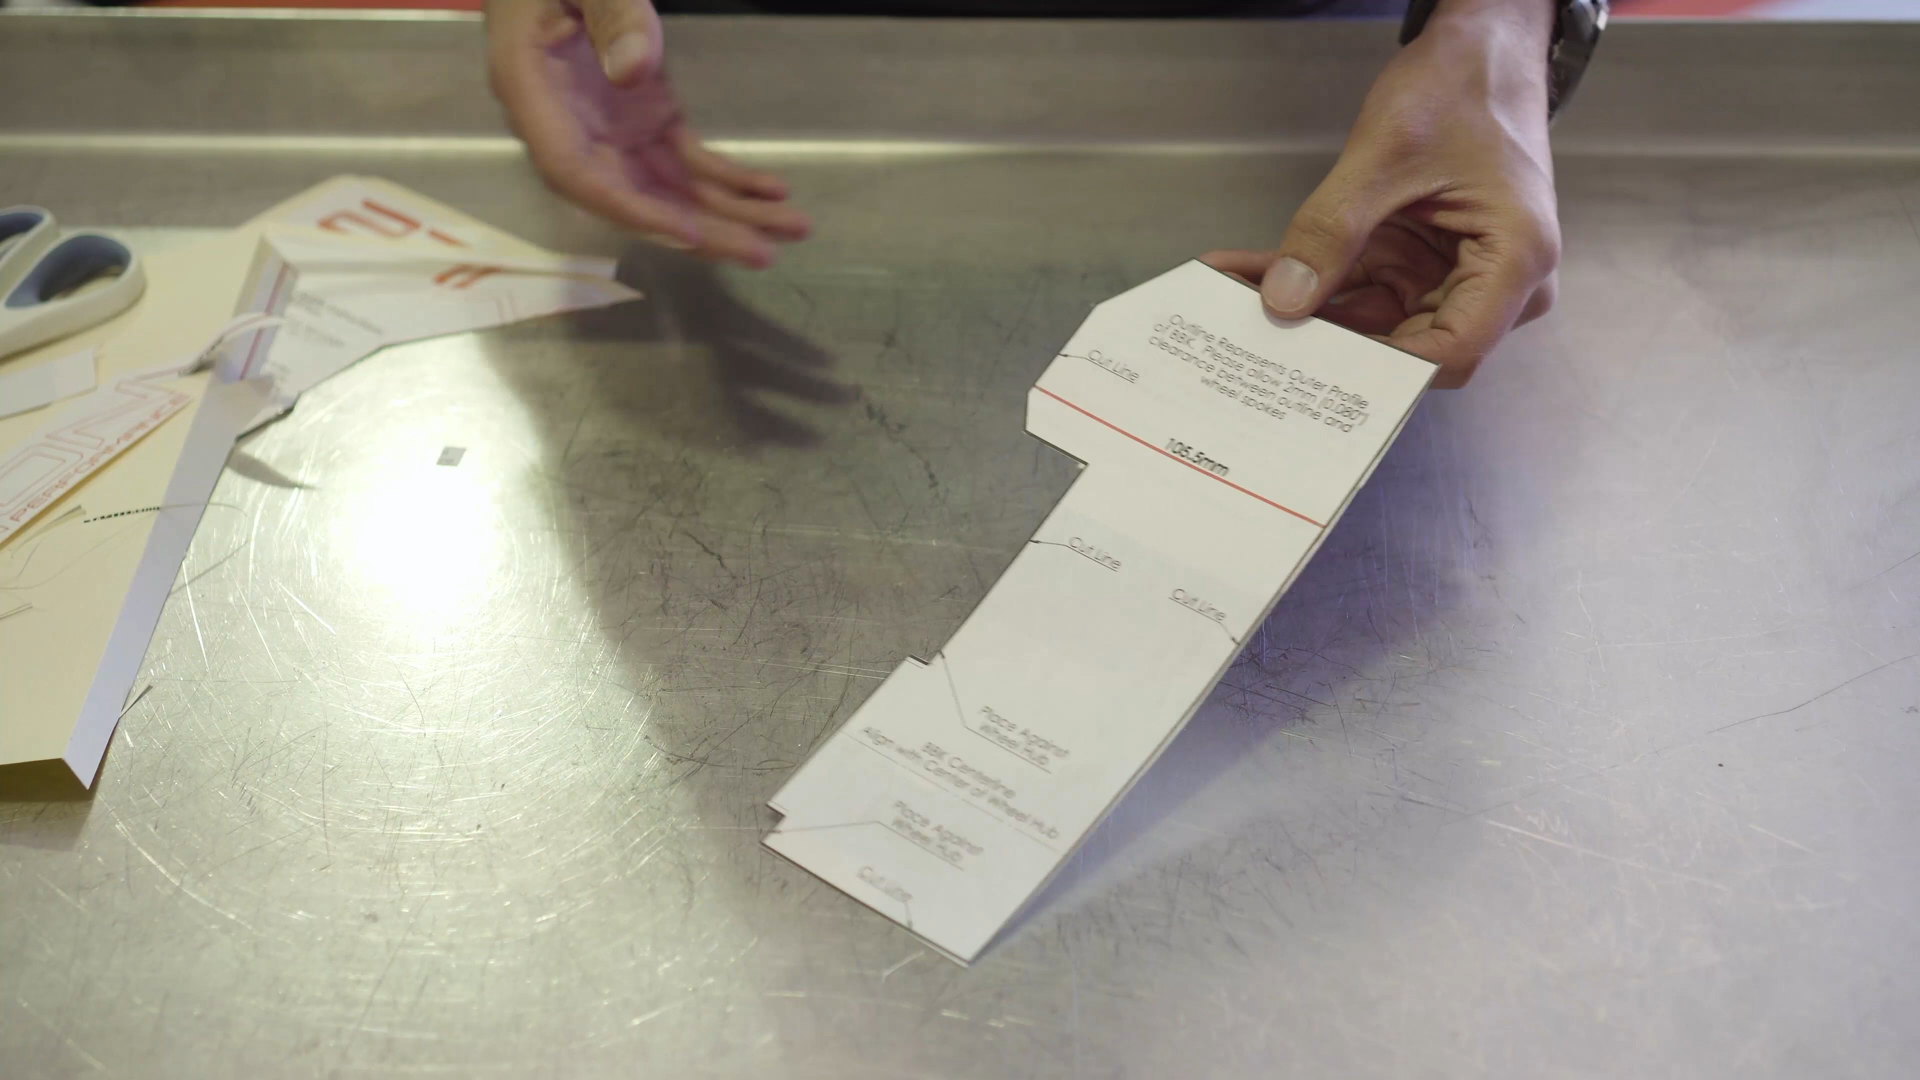 Outline Represents Outer Profile
of BBK. Please allow 2mm (0.080")
clearance between outline and
wheel spokes
Cut Line
105.5mm
Cut Line
Cut Line
Place Against
Wheel Hub
BBK Centerline
Align with Center of Wheel Hub
Place Against
Wheel Hub
Cut Line
PERFORMANCE